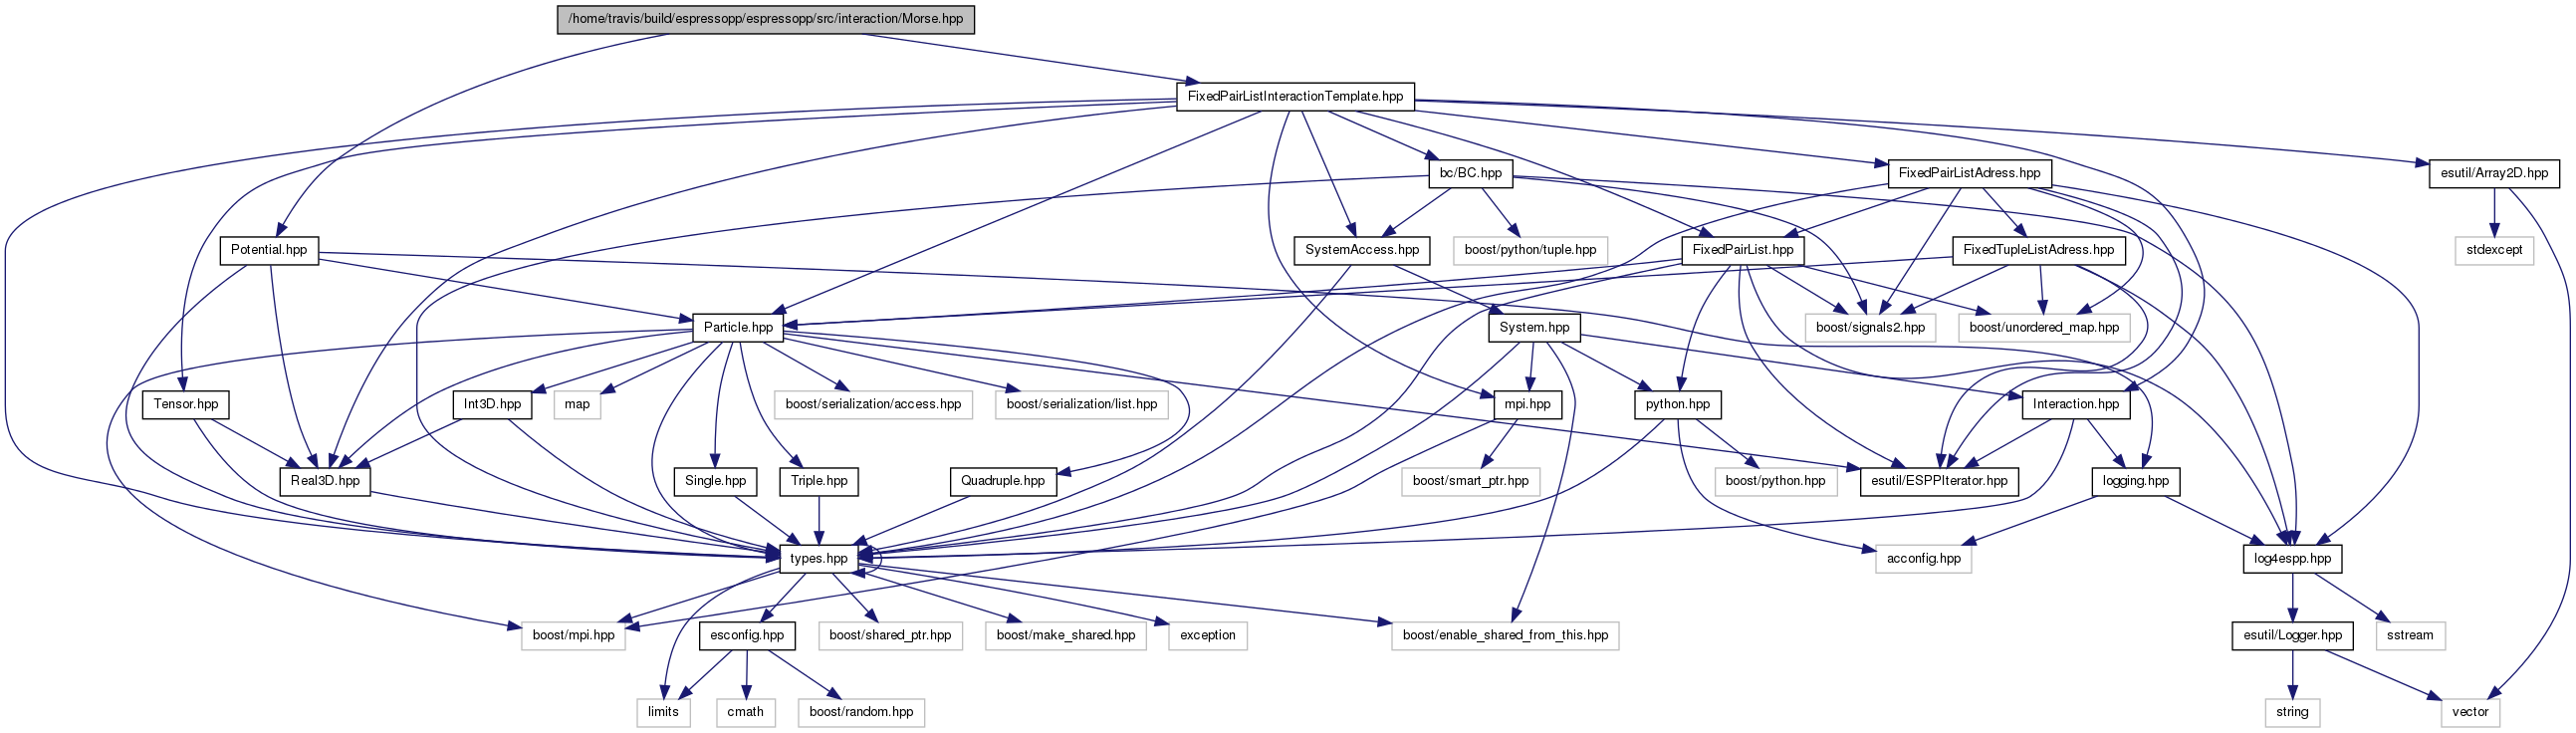 /home/travis/build/espressopp/espressopp/src/interaction/Morse.hpp
FixedPairListInteractionTemplate.hpp
bc/BC.hpp
FixedPairListAdress.hpp
esutil/Array2D.hpp
Potential.hpp
SystemAccess.hpp
boost/python/tuple.hpp
FixedPairList.hpp
FixedTupleListAdress.hpp
stdexcept
Particle.hpp
System.hpp
boost/signals2.hpp
boost/unordered_map.hpp
Tensor.hpp
Int3D.hpp
map
boost/serialization/access.hpp
boost/serialization/list.hpp
mpi.hpp
python.hpp
Interaction.hpp
Real3D.hpp
Single.hpp
Triple.hpp
Quadruple.hpp
boost/smart_ptr.hpp
boost/python.hpp
esutil/ESPPIterator.hpp
logging.hpp
types.hpp
acconfig.hpp
log4espp.hpp
boost/mpi.hpp
esconfig.hpp
boost/shared_ptr.hpp
boost/make_shared.hpp
exception
boost/enable_shared_from_this.hpp
esutil/Logger.hpp
sstream
limits
cmath
boost/random.hpp
string
vector